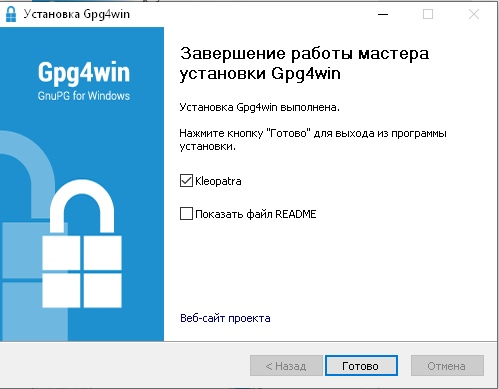 Установка Gpg4win
Gpg4win
GnuPG for Windows
Завершение работы мастера
установки Gpg4win
Установка Gpg4win выполнена.
Нажмите кнопку "Готово" для выхода из программы
установки.
Kleopatra
Показать файл README
Веб-сайт проекта
< Назад
Готово
Отмена